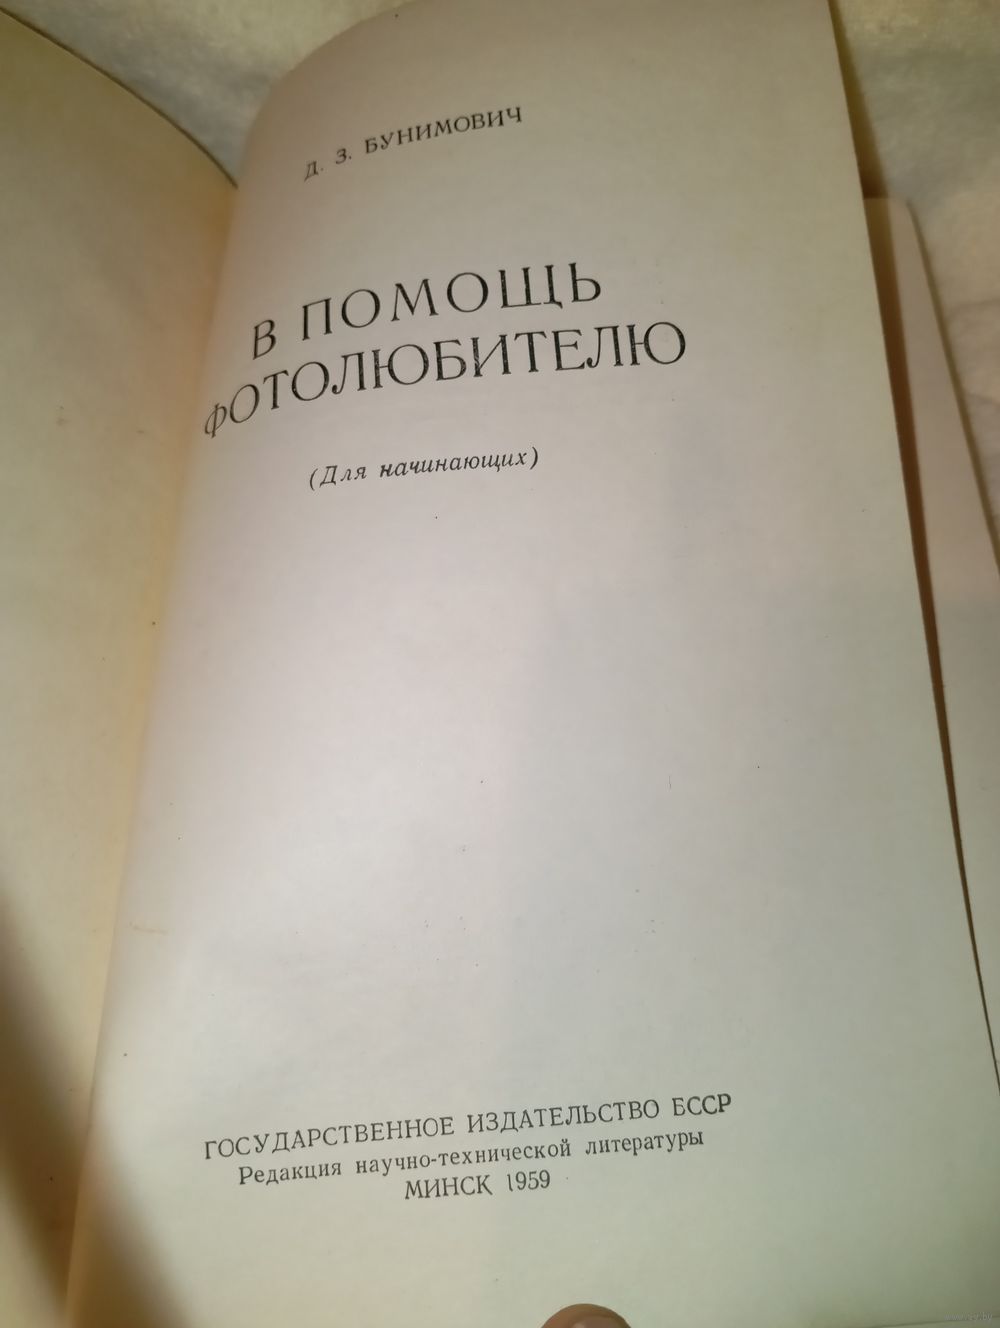 Д. З. БУНИМОВИЧ
В ПОМОЩЬ
ФОТОЛЮБИТЕЛЮ
(Для начинающих)
ГОСУДАРСТВЕННОЕ ИЗДАТЕЛЬСТВО БССР
Редакция научно-технической литературы
МИНСК 1959